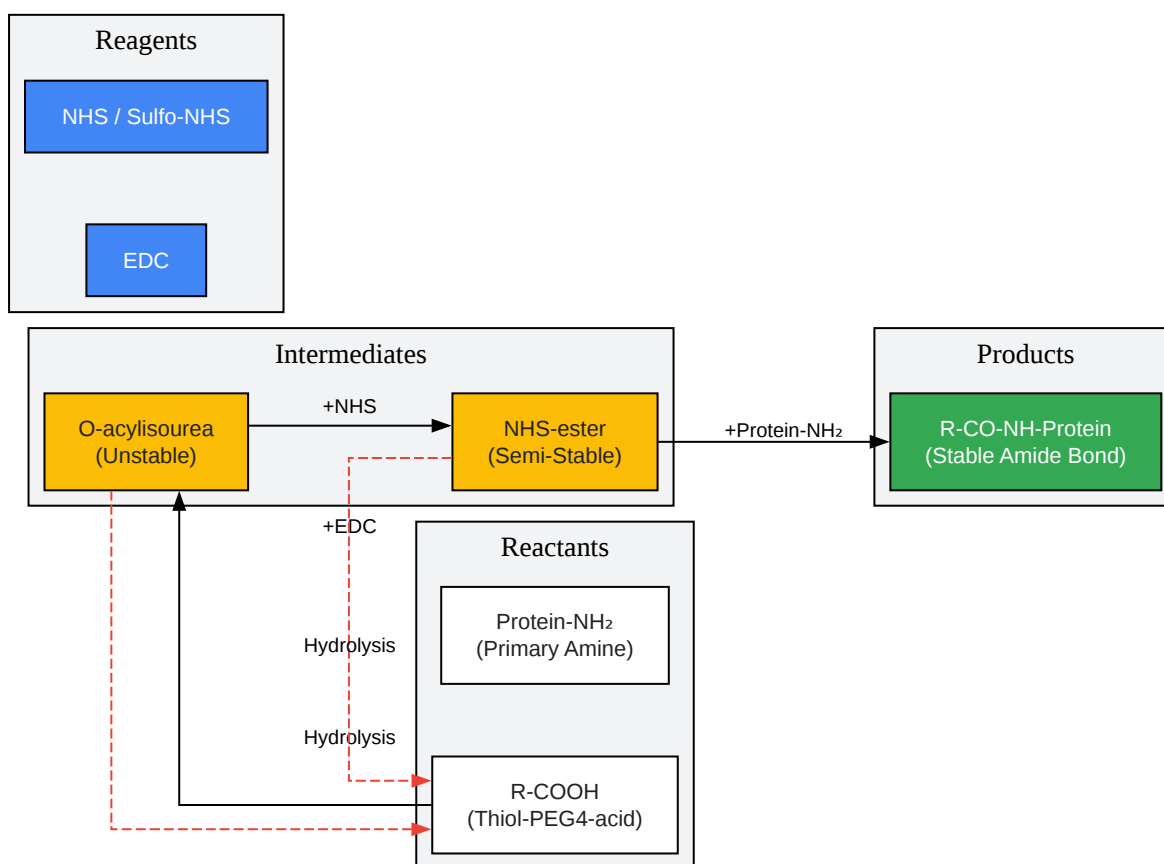 Reagents
NHS / Sulfo-NHS
EDC
Intermediates
O-acylisourea
(Unstable)
+NHS
NHS-ester
(Semi-Stable)
+Protein-NH₂
Products
R-CO-NH-Protein
(Stable Amide Bond)
+EDC
Reactants
Protein-NH₂
(Primary Amine)
Hydrolysis
Hydrolysis
R-COOH
(Thiol-PEG4-acid)